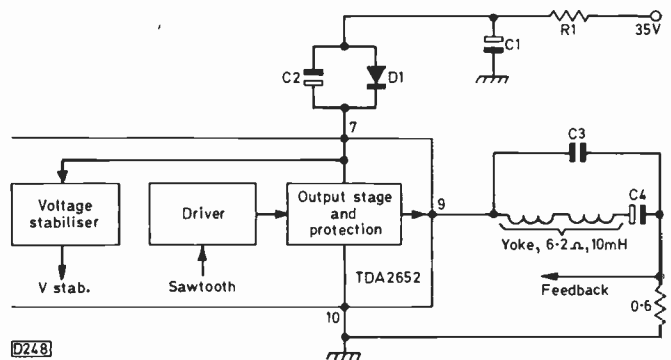 R1
35V
C1
C2
D1
7
C3
9
C4
Voltage
stabiliser
Driver
Output stage
and
protection
Yoke, 6·2Ω, 10mH
V stab.
Sawtooth
TDA2652
Feedback
0·6
10
D248